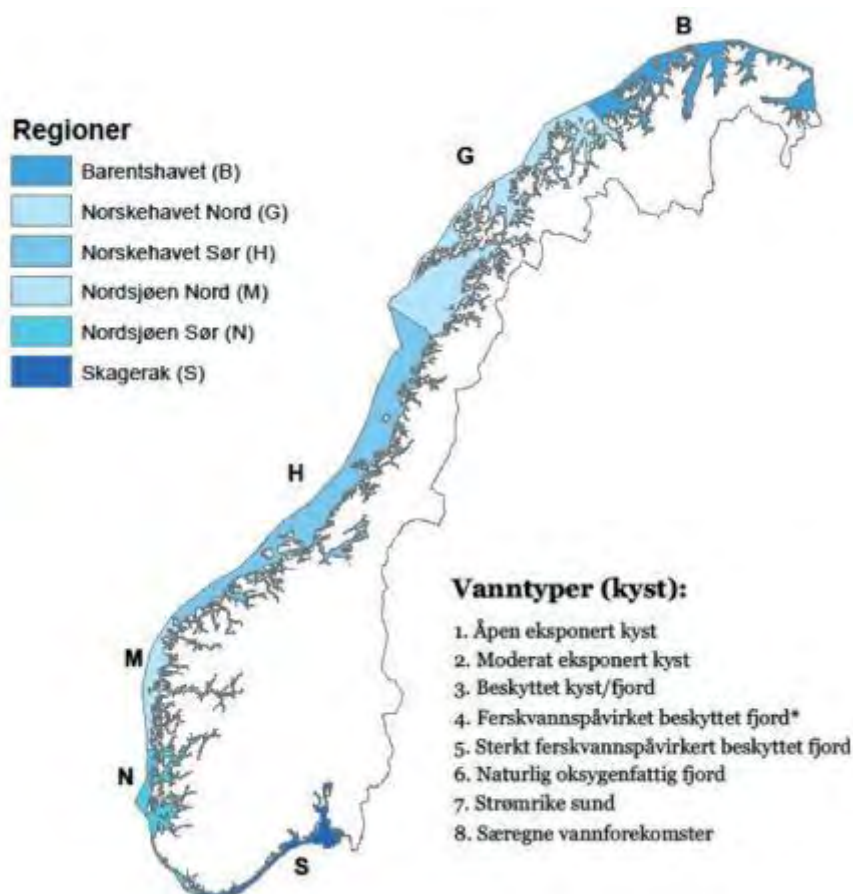 B
Regioner
Barentshavet (B)
Norskehavet Nord (G)
Norskehavet Sør (H)
Nordsjøen Nord (M)
Nordsjøen Sør (N)
Skagerak (S)
G
H
M
N
S
Vanntyper (kyst):
1. Åpen eksponert kyst
2. Moderat eksponert kyst
3. Beskyttet kyst/fjord
4. Ferskvannspåvirket beskyttet fjord*
5. Sterkt ferskvannspåvirkert beskyttet fjord
6. Naturlig oksygenfattig fjord
7. Strømrike sund
8. Særegne vannforekomster